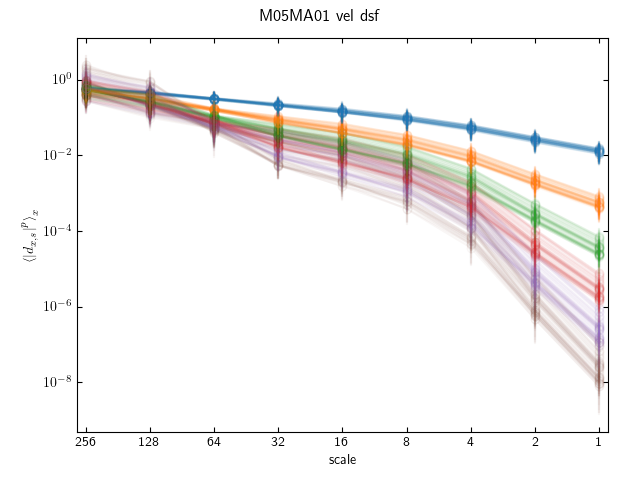 M05MA01 vel dsf
⟨|d_{x,s}|^p⟩_x
10^0
10^{-2}
10^{-4}
10^{-6}
10^{-8}
256 128 64 32 16 8 4 2 1
scale